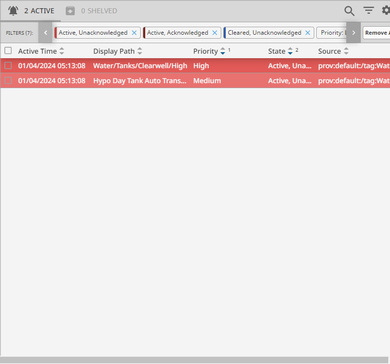 2 ACTIVE 0 SHELVED
FILTERS (7): Active, Unacknowledged Active, Acknowledged Cleared, Unacknowledged Priority: Remove
Active Time Display Path Priority 1 State 2 Source
01/04/2024 05:13:08 Water/Tanks/Clearwell/High High Active, Una... prov:default:/tag:Wat
01/04/2024 05:13:08 Hypo Day Tank Auto Trans... Medium Active, Una... prov:default:/tag:Wat